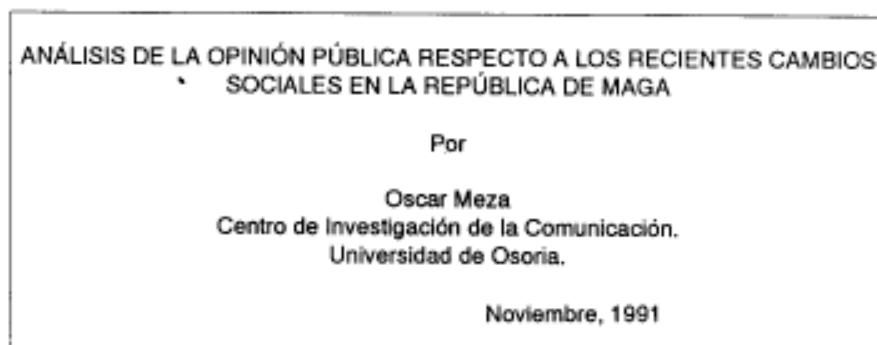 ANÁLISIS DE LA OPINIÓN PÚBLICA RESPECTO A LOS RECIENTES CAMBIOS
SOCIALES EN LA REPÚBLICA DE MAGA
Por
Oscar Meza
Centro de Investigación de la Comunicación.
Universidad de Osoria.
Noviembre, 1991